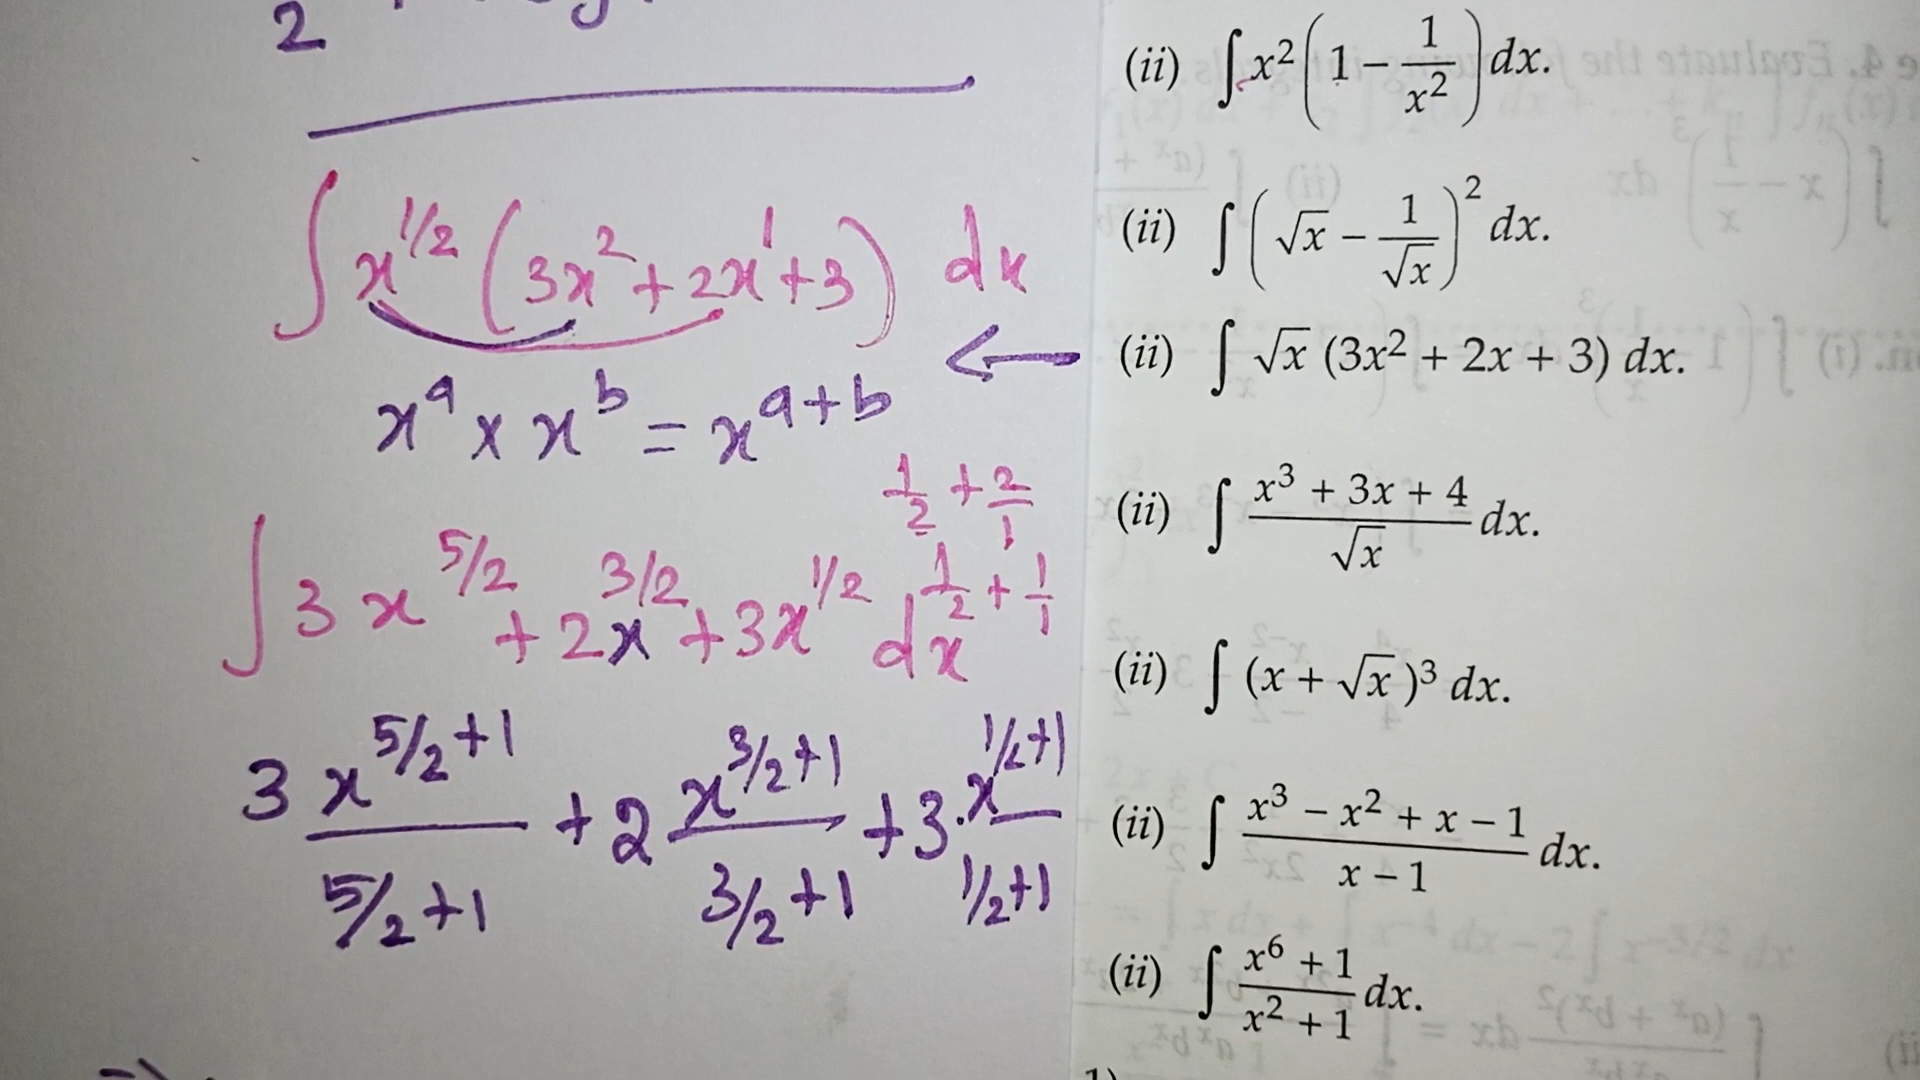 2
∫ x^1/2 (3x^2 + 2x^1 + 3) dx
x^a × x^b = x^a+b
1/2 + 2/1
1/2 + 1/1
∫ 3x^5/2 + 2x^3/2 + 3x^1/2 dx
3 x^5/2+1 / 5/2+1 + 2 x^3/2+1 / 3/2+1 + 3. x^1/2+1 / 1/2+1
(ii) ∫ x^2 (1 − 1/x^2) dx.
(ii) ∫ (√x − 1/√x)^2 dx.
(ii) ∫ √x (3x^2 + 2x + 3) dx.
(ii) ∫ x^3 + 3x + 4 / √x dx.
(ii) ∫ (x + √x)^3 dx.
(ii) ∫ x^3 − x^2 + x − 1 / x − 1 dx.
(ii) ∫ x^6 + 1 / x^2 + 1 dx.